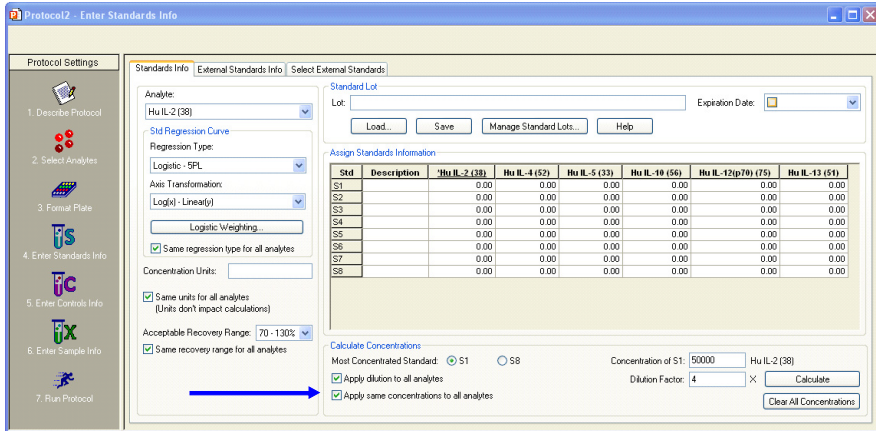 Protocol2 - Enter Standards Info
Protocol Settings
1. Describe Protocol
2. Select Analytes
3. Format Plate
4. Enter Standards Info
5. Enter Controls Info
6. Enter Sample Info
7. Run Protocol
Standards Info External Standards Info Select External Standards
Analyte:
Hu IL-2 (38)
Std Regression Curve
Regression Type:
Logistic - 5PL
Axis Transformation:
Log(x) - Linear(y)
Logistic Weighting...
Same regression type for all analytes
Concentration Units:
Same units for all analytes
(Units don't impact calculations)
Acceptable Recovery Range: 70 - 130%
Same recovery range for all analytes
Standard Lot
Lot: Expiration Date:
Load... Save Manage Standard Lots... Help
Assign Standards Information
Std Description 'Hu IL-2 (38) Hu IL-4 (52) Hu IL-5 (33) Hu IL-10 (56) Hu IL-12(p70) (75) Hu IL-13 (51)
S1 0.00 0.00 0.00 0.00 0.00 0.00
S2 0.00 0.00 0.00 0.00 0.00 0.00
S3 0.00 0.00 0.00 0.00 0.00 0.00
S4 0.00 0.00 0.00 0.00 0.00 0.00
S5 0.00 0.00 0.00 0.00 0.00 0.00
S6 0.00 0.00 0.00 0.00 0.00 0.00
S7 0.00 0.00 0.00 0.00 0.00 0.00
S8 0.00 0.00 0.00 0.00 0.00 0.00
Calculate Concentrations
Most Concentrated Standard: S1 S8 Concentration of S1: 50000 Hu IL-2 (38)
Apply dilution to all analytes Dilution Factor: 4 X Calculate
Apply same concentrations to all analytes Clear All Concentrations